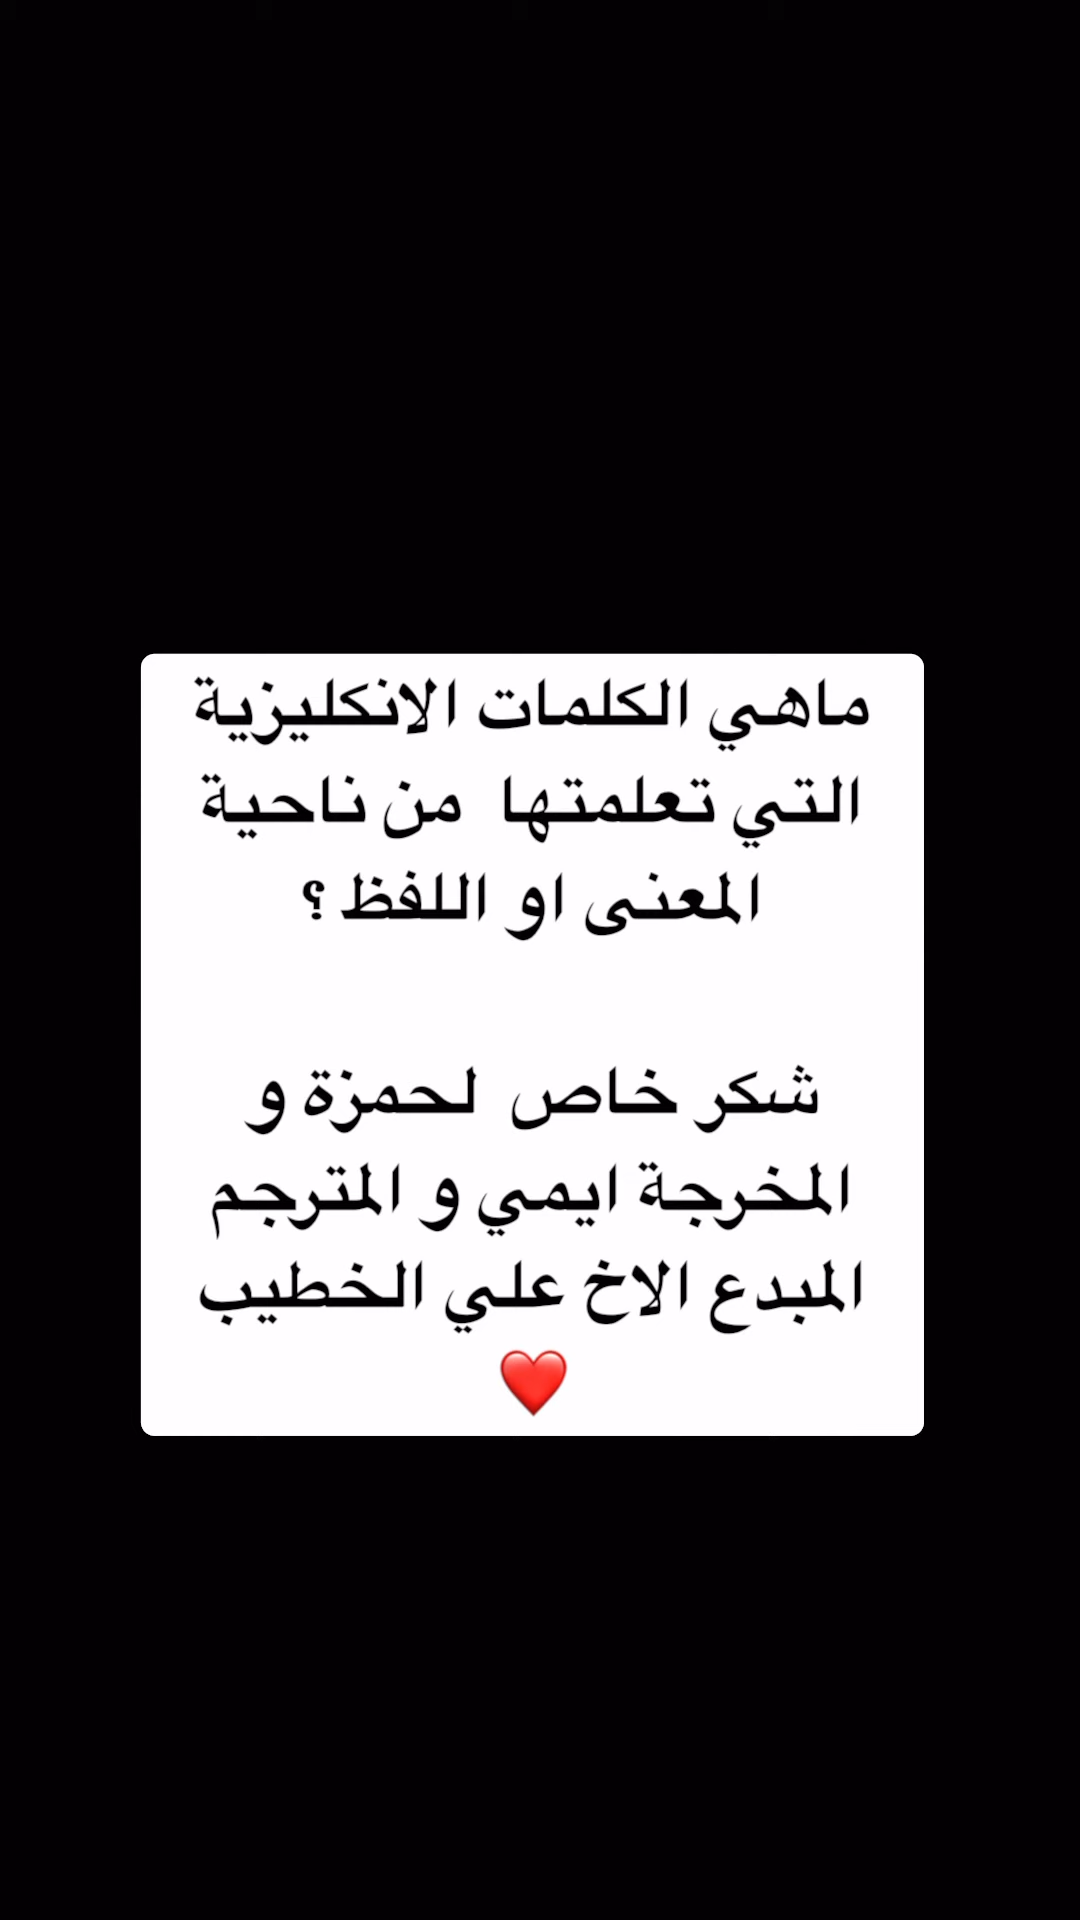 ماهي الكلمات الانكليزية
التي تعلمتها من ناحية
المعنى او اللفظ ؟
شكر خاص لحمزة و
المخرجة ايمي و المترجم
المبدع الاخ علي الخطيب
❤️